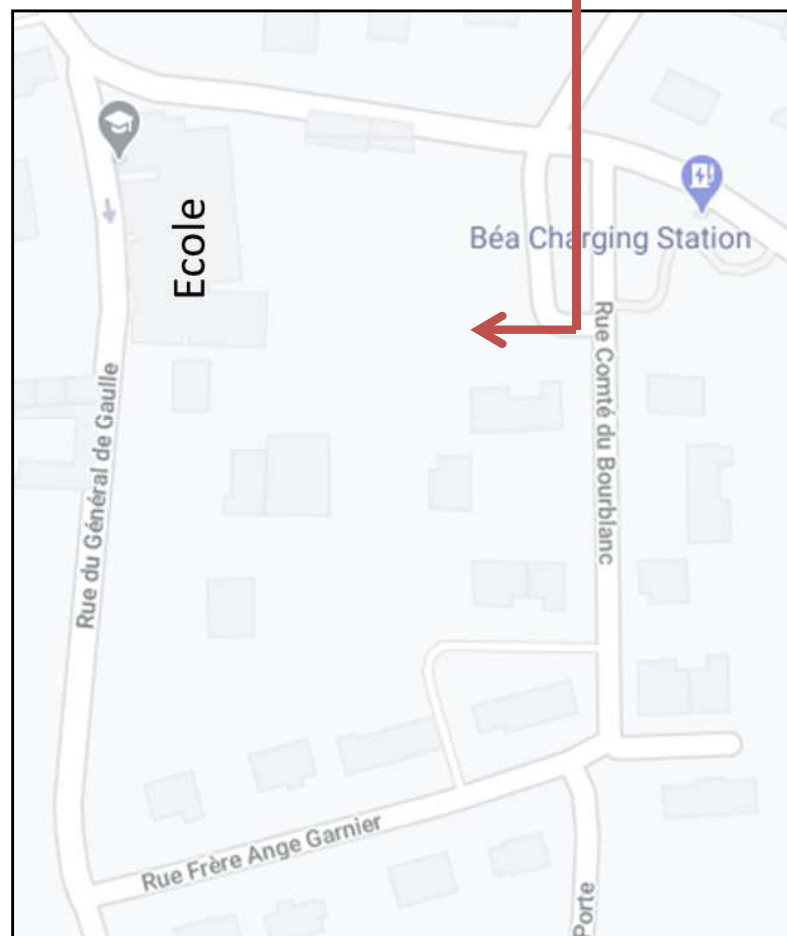 Ecole
Béa Charging Station
Rue Comté du Bourblanc
Rue du Général de Gaulle
Rue Frère Ange Garnier
Porte